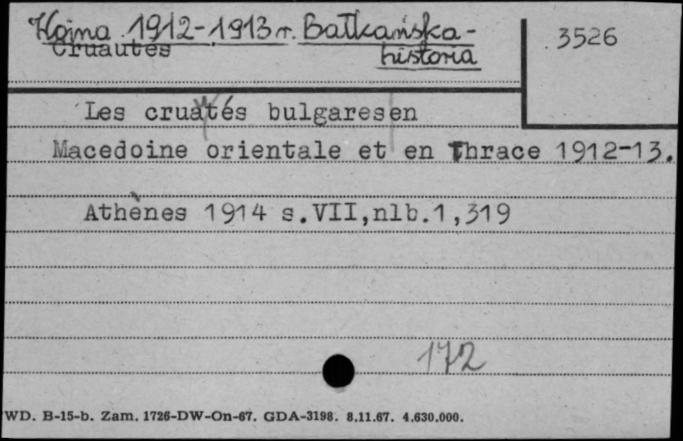 Wojna 1912-1913 r. Bałkańska-
historia
Cruautes
3526
Les cruatés bulgaresen
Macedoine orientale et en Thrace 1912-13.
Athènes 1914 s.VII,nlb.1,319
172
WD. B-15-b. Zam. 1726-DW-On-67. GDA-3198. 8.11.67. 4.630.000.